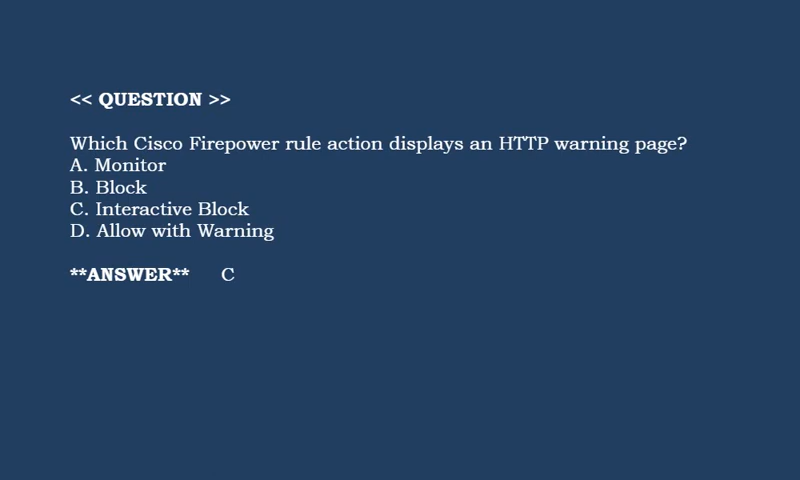 << QUESTION >>
Which Cisco Firepower rule action displays an HTTP warning page?
A. Monitor
B. Block
C. Interactive Block
D. Allow with Warning
**ANSWER** C